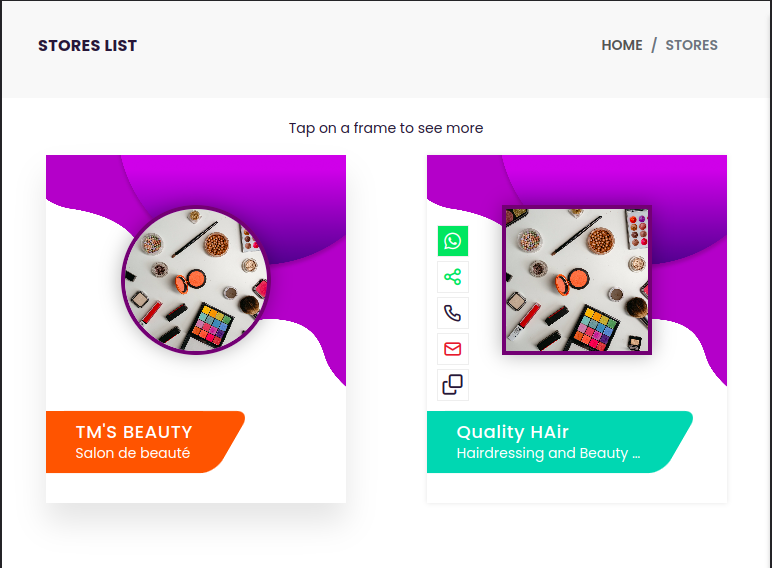 STORES LIST
HOME / STORES
Tap on a frame to see more
TM'S BEAUTY
Salon de beauté
Quality HAir
Hairdressing and Beauty ...